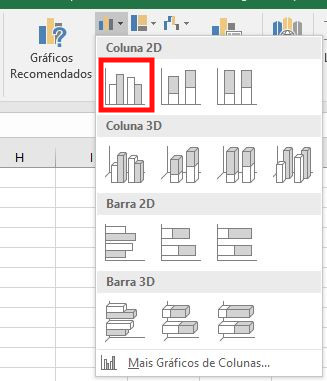 Gráficos
Recomendados
Coluna 2D
Coluna 3D
H
I
L
Barra 2D
Barra 3D
Mais Gráficos de Colunas...